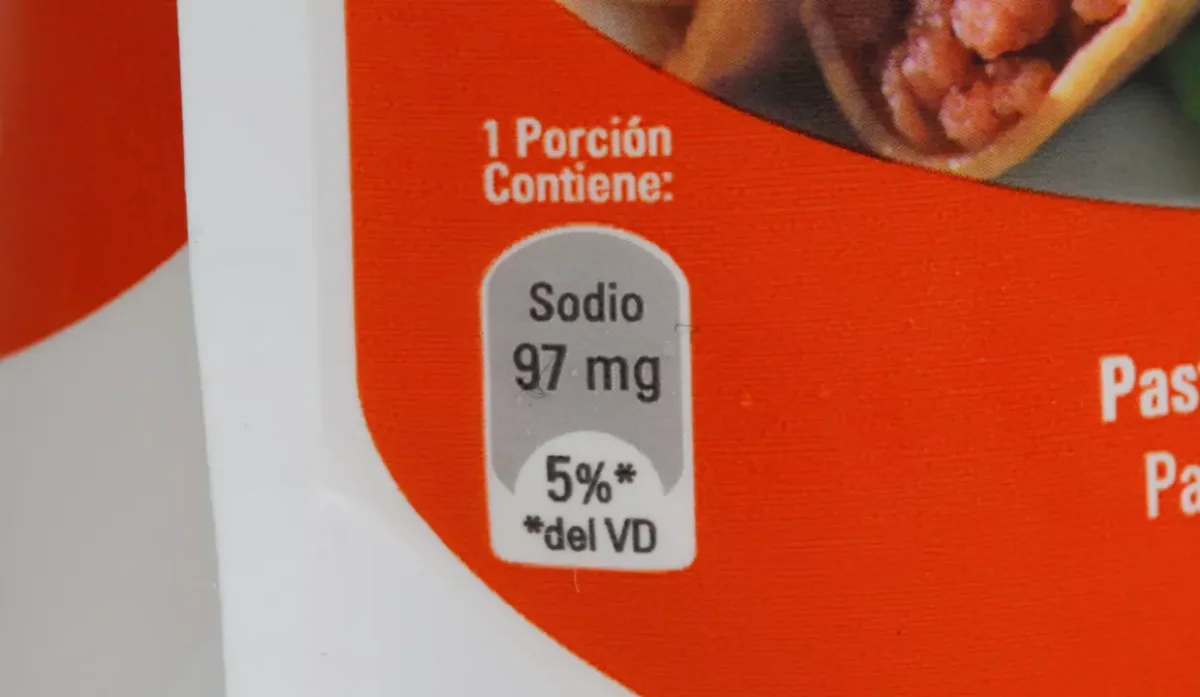 1 Porción
Contiene:
Sodio
97 mg
5%*
*del VD